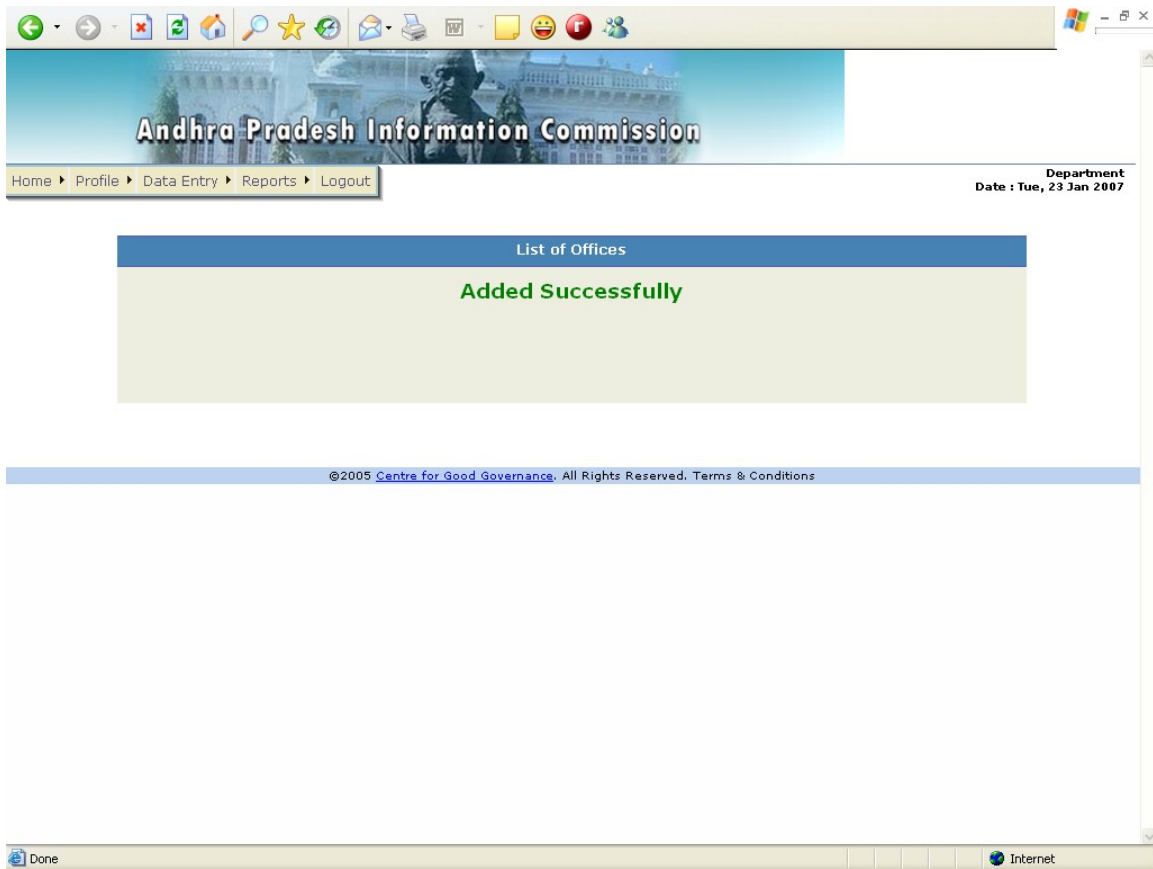 Andhra Pradesh Information Commission
Home Profile Data Entry Reports Logout
Department
Date : Tue, 23 Jan 2007
List of Offices
Added Successfully
©2005 Centre for Good Governance. All Rights Reserved. Terms & Conditions
Done
Internet